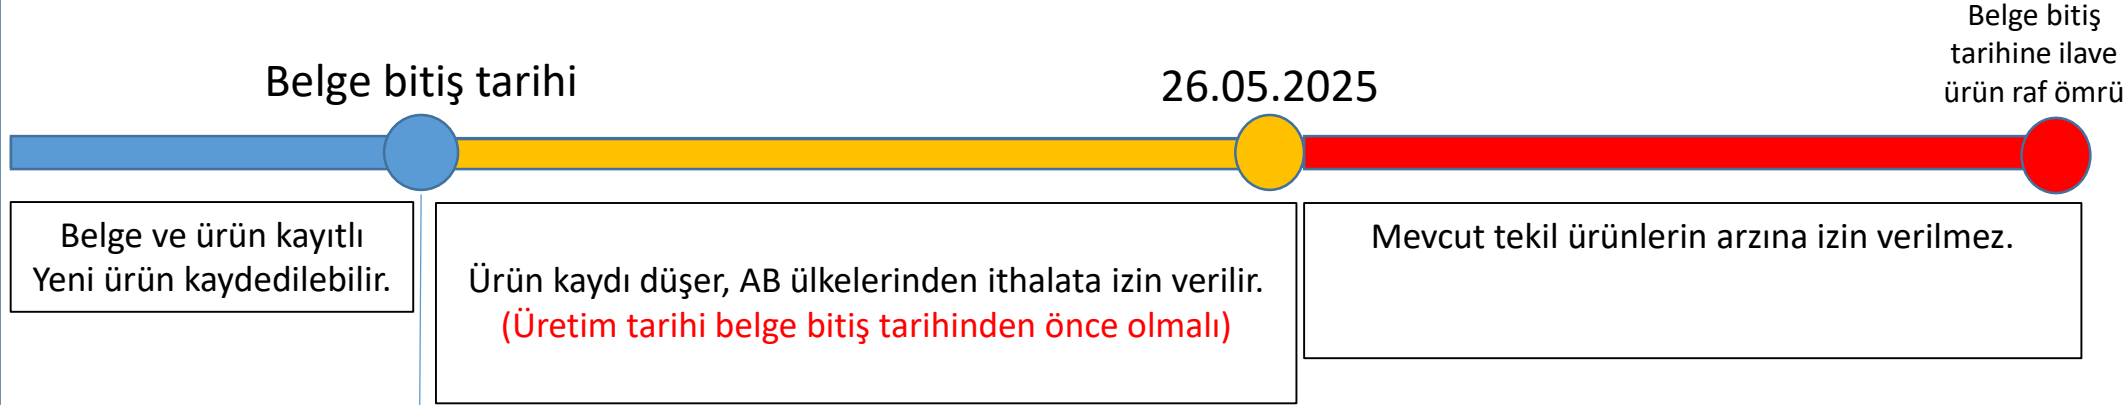 Belge bitiş
tarihine ilave
ürün raf ömrü
Belge bitiş tarihi
26.05.2025
Belge ve ürün kayıtlı
Yeni ürün kaydedilebilir.
Ürün kaydı düşer, AB ülkelerinden ithalata izin verilir.
(Üretim tarihi belge bitiş tarihinden önce olmalı)
Mevcut tekil ürünlerin arzına izin verilmez.